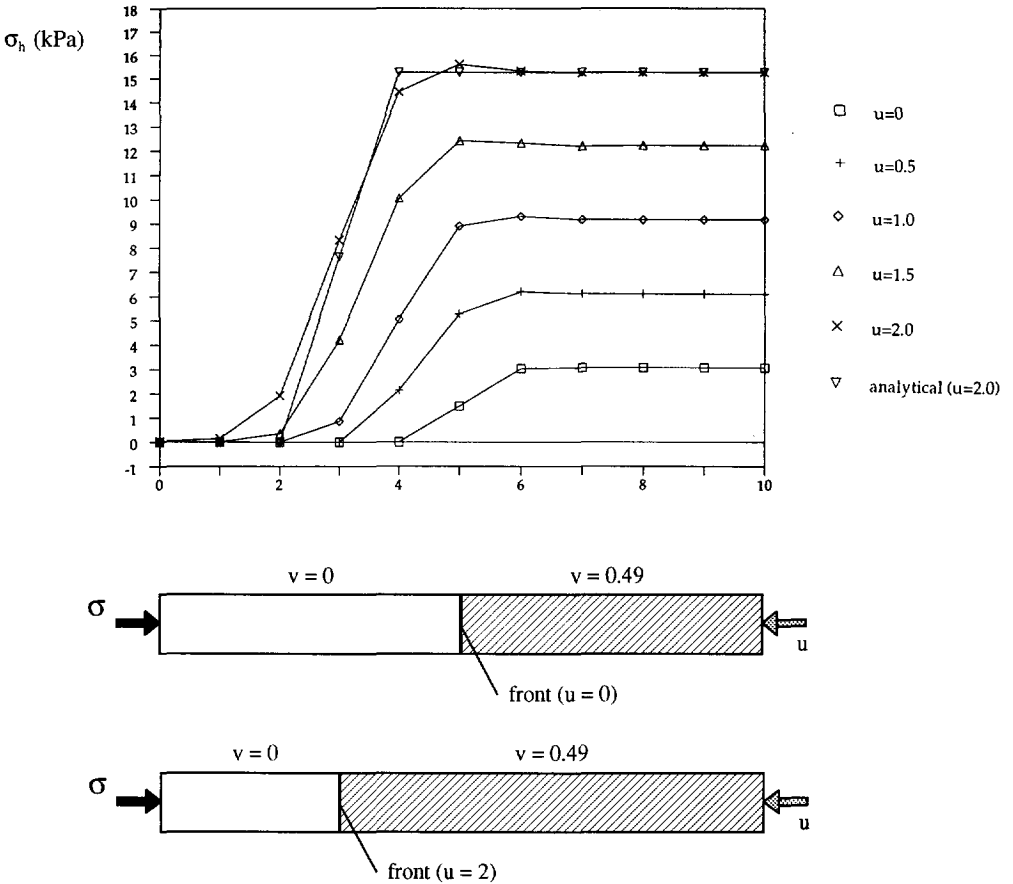 σh (kPa)
18
17
16
15
14
13
12
11
10
9
8
7
6
5
4
3
2
1
0
-1
0 2 4 6 8 10
u=0
u=0.5
u=1.0
u=1.5
u=2.0
analytical (u=2.0)
v = 0 v = 0.49
σ
u
front (u = 0)
v = 0 v = 0.49
σ
u
front (u = 2)